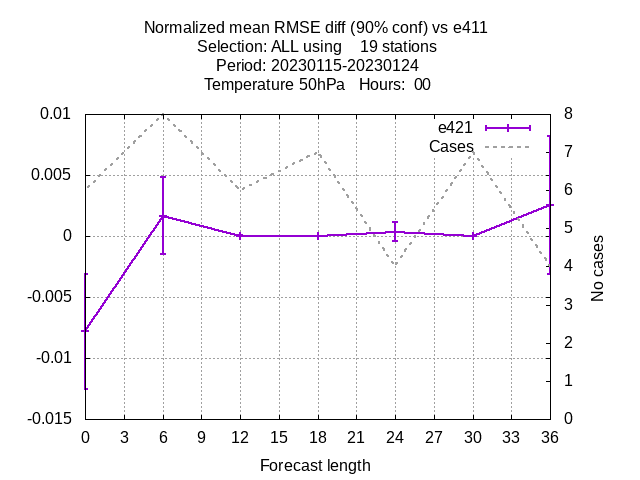 Normalized mean RMSE diff (90% conf) vs e411
Selection: ALL using    19 stations
Period: 20230115-20230124
Temperature 50hPa   Hours:  00
0.01
0.005
0
-0.005
-0.01
-0.015
e421
Cases
8
7
6
5
4
3
2
1
0
No cases
0 3 6 9 12 15 18 21 24 27 30 33 36
Forecast length